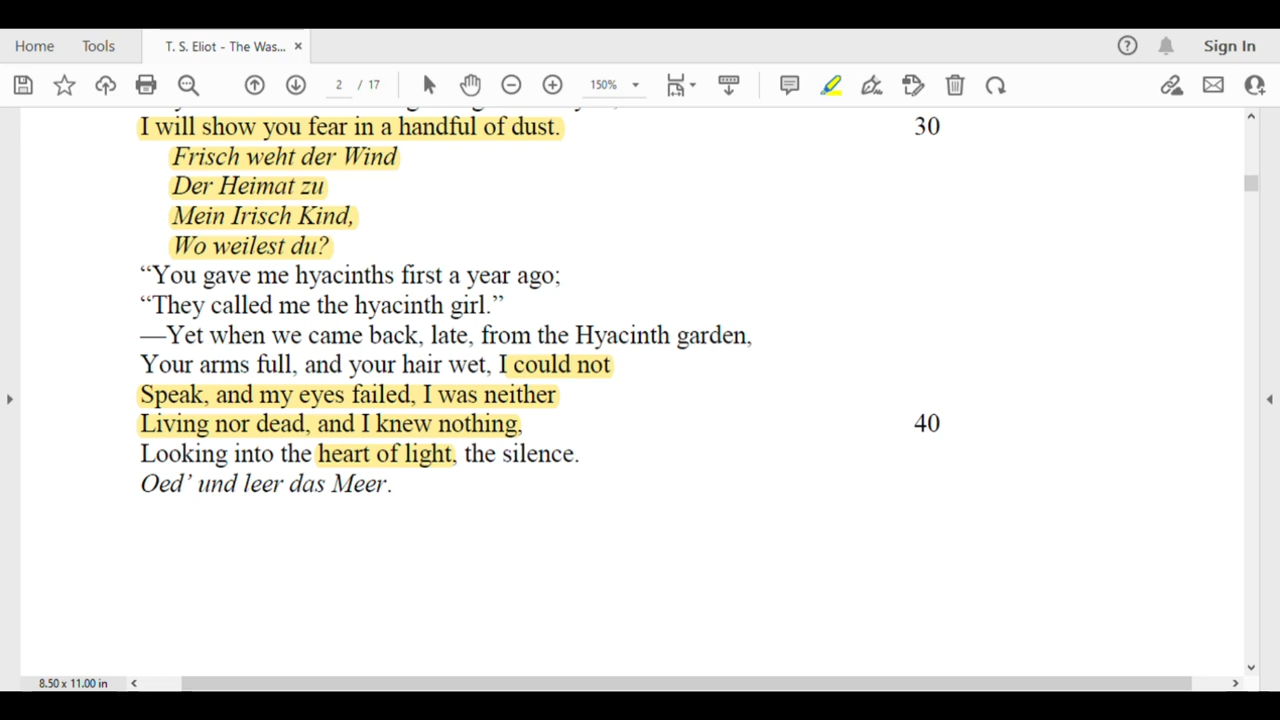 Home Tools T. S. Eliot - The Was... ×
2 / 17 150%
Sign In
I will show you fear in a handful of dust. 30
Frisch weht der Wind
Der Heimat zu
Mein Irisch Kind,
Wo weilest du?
“You gave me hyacinths first a year ago;
“They called me the hyacinth girl.”
—Yet when we came back, late, from the Hyacinth garden,
Your arms full, and your hair wet, I could not
Speak, and my eyes failed, I was neither
Living nor dead, and I knew nothing, 40
Looking into the heart of light, the silence.
Oed’ und leer das Meer.
8.50 x 11.00 in